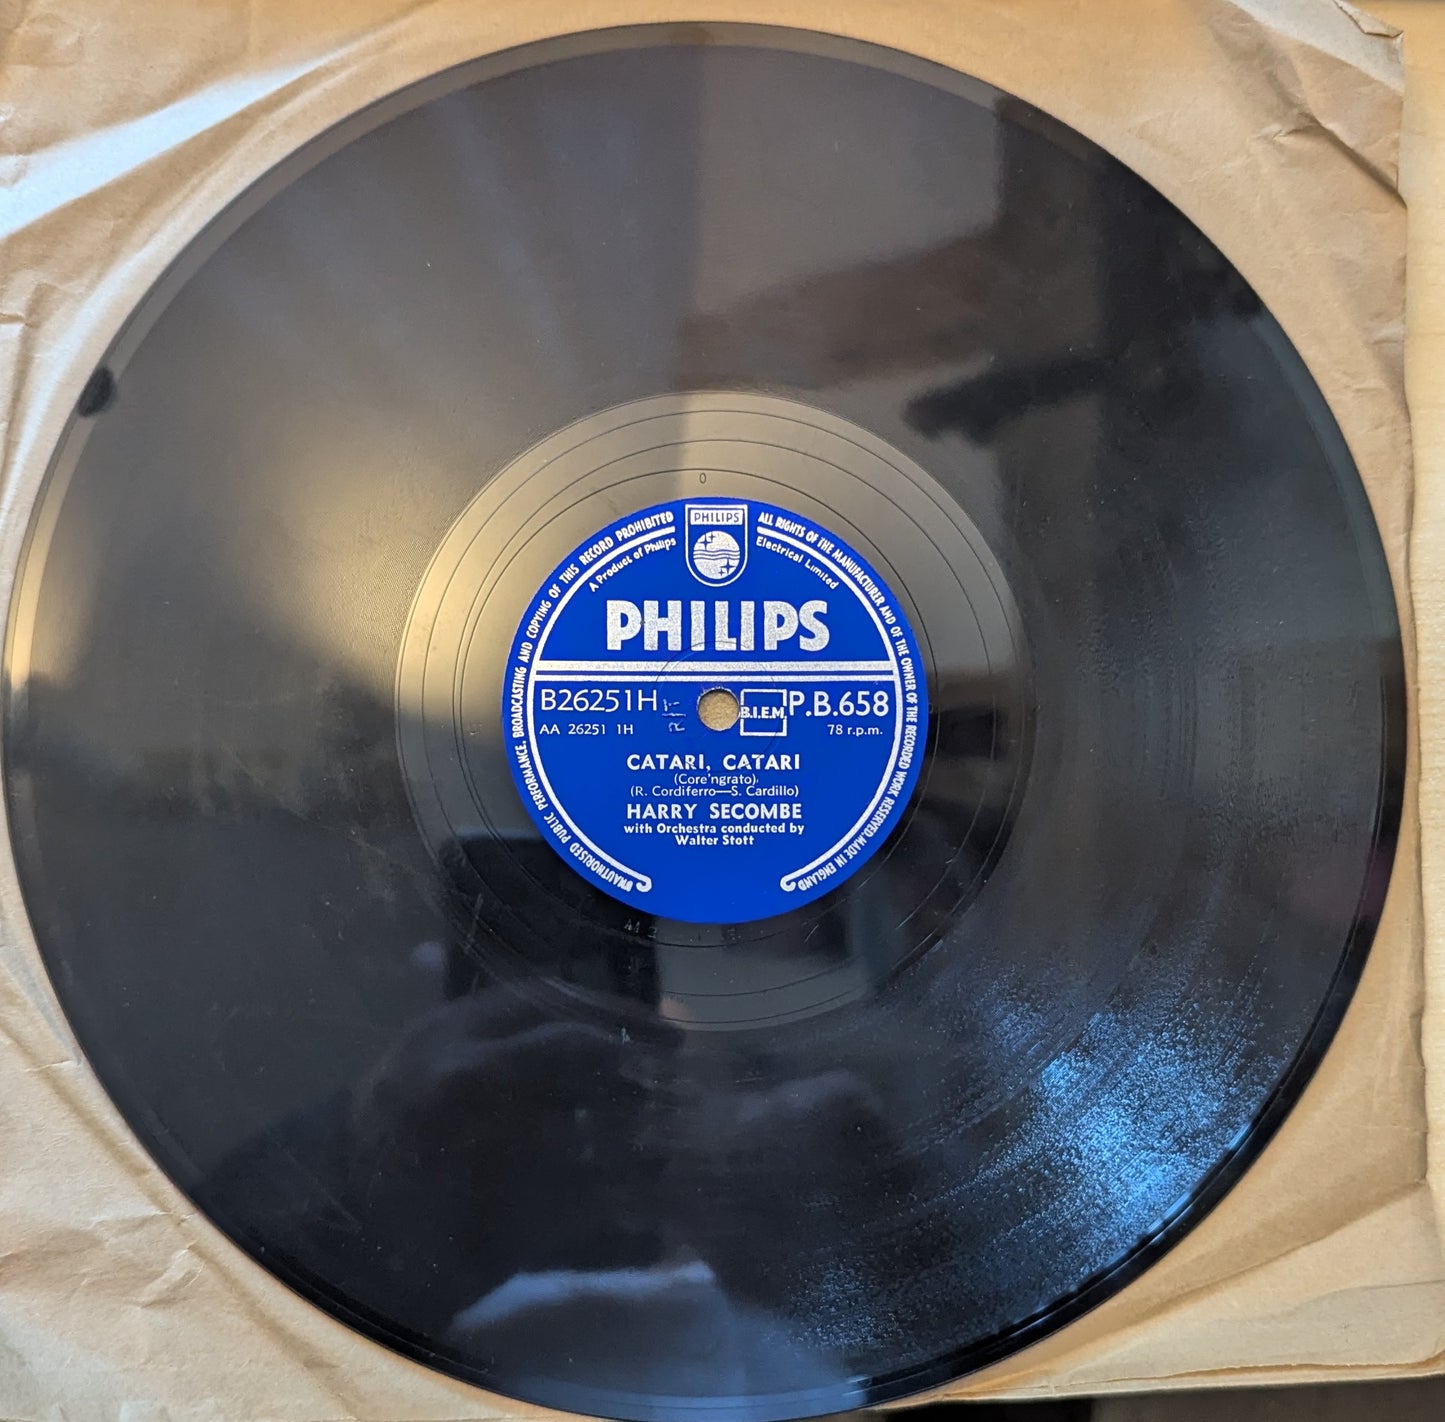 0
UNAUTHORISED PUBLIC PERFORMANCE, BROADCASTING AND COPYING OF THIS RECORD PROHIBITED
ALL RIGHTS OF THE MANUFACTURER AND OF THE OWNER OF THE RECORDED WORK RESERVED. MADE IN ENGLAND
PHILIPS
A Product of Philips Electrical Limited
PHILIPS
B26251H B.I.E.M. P.B.658
AA 26251 1H 78 r.p.m.
CATARI, CATARI
(Core'ngrato)
(R. Cordiferro—S. Cardillo)
HARRY SECOMBE
with Orchestra conducted by
Walter Stott